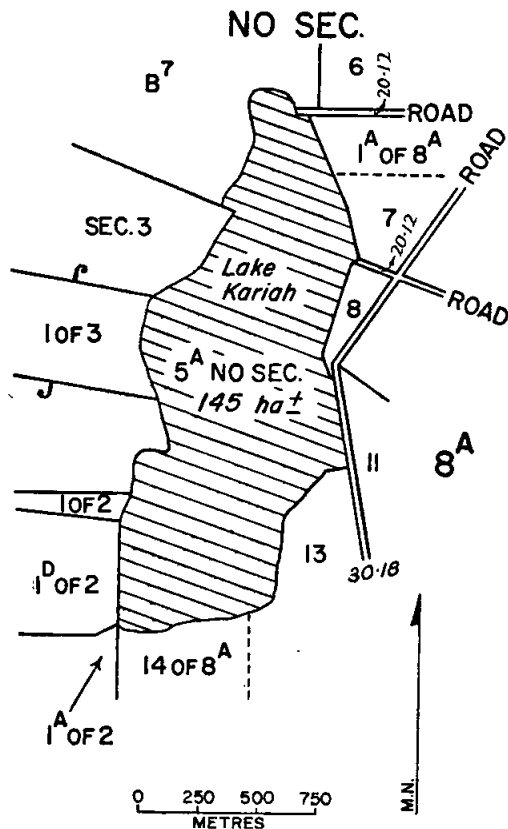 NO SEC.
B7
6
20·12
ROAD
1A OF 8A
ROAD
SEC. 3
7
20·12
Lake
Kariah
ROAD
8
1 OF 3
5A NO SEC.
145 ha ±
11
8A
1 OF 2
13
1D OF 2
30·18
14 OF 8A
1A OF 2
M.N.
0 250 500 750
METRES